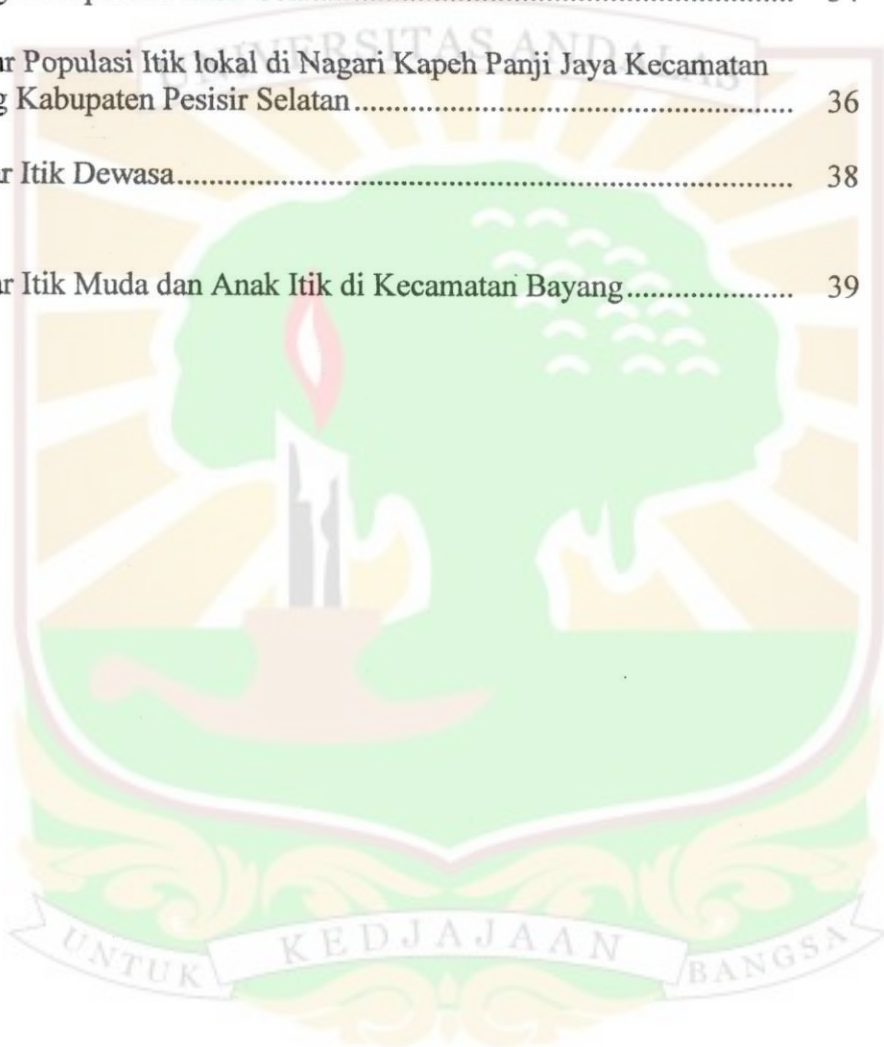 UNIVERSITAS ANDALAS
r Populasi Itik lokal di Nagari Kapeh Panji Jaya Kecamatan
g Kabupaten Pesisir Selatan.................................................................. 36
r Itik Dewasa............................................................................................ 38
r Itik Muda dan Anak Itik di Kecamatan Bayang..................... 39
UNTUK KEDJAJAAN BANGSA